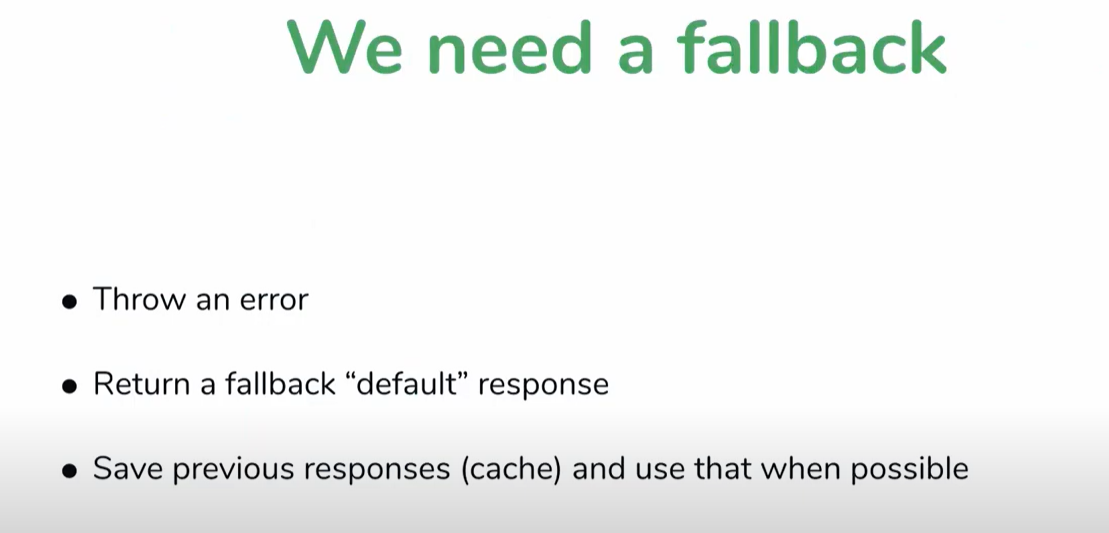 We need a fallback
• Throw an error
• Return a fallback “default” response
• Save previous responses (cache) and use that when possible